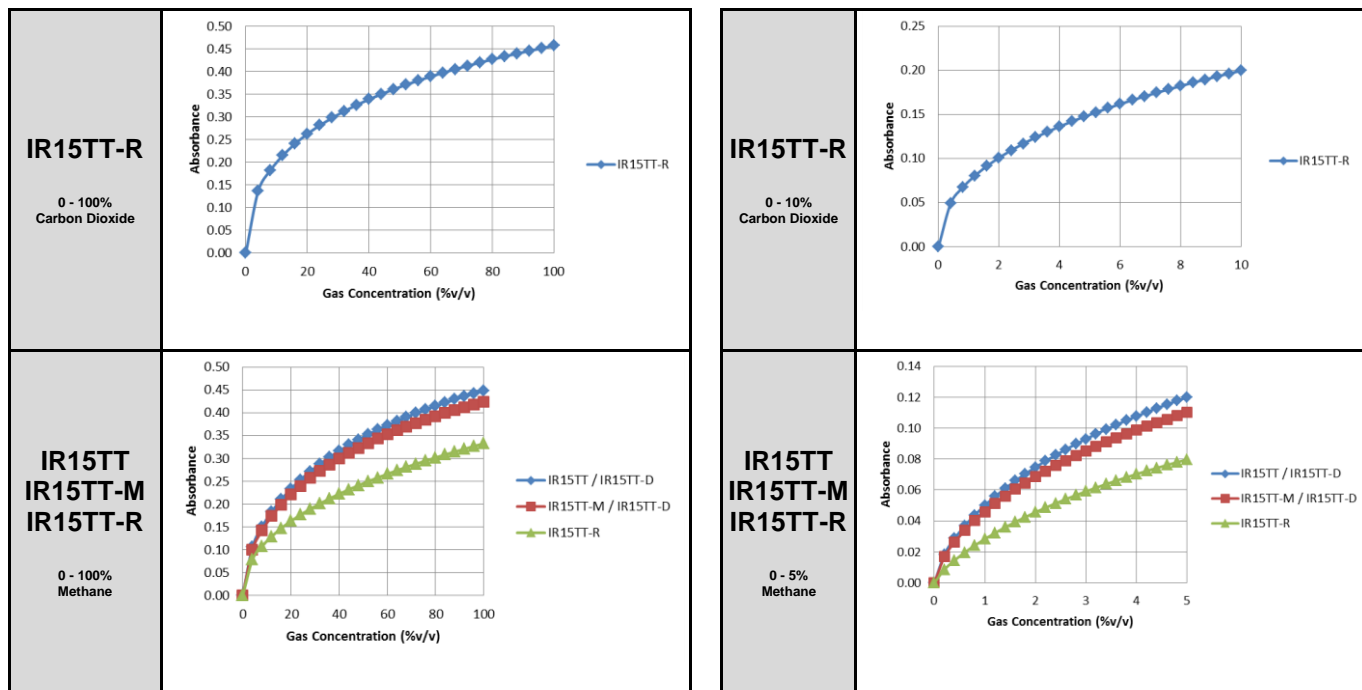 IR15TT-R
0 - 100%
Carbon Dioxide
0.50
0.45
0.40
0.35
0.30
0.25
0.20
0.15
0.10
0.05
0.00
Absorbance
0 20 40 60 80 100
Gas Concentration (%v/v)
IR15TT-R
IR15TT-R
0 - 10%
Carbon Dioxide
0.25
0.20
0.15
0.10
0.05
0.00
Absorbance
0 2 4 6 8 10
Gas Concentration (%v/v)
IR15TT-R
IR15TT
IR15TT-M
IR15TT-R
0 - 100%
Methane
0.50
0.45
0.40
0.35
0.30
0.25
0.20
0.15
0.10
0.05
0.00
Absorbance
0 20 40 60 80 100
Gas Concentration (%v/v)
IR15TT / IR15TT-D
IR15TT-M / IR15TT-D
IR15TT-R
IR15TT
IR15TT-M
IR15TT-R
0 - 5%
Methane
0.14
0.12
0.10
0.08
0.06
0.04
0.02
0.00
Absorbance
0 1 2 3 4 5
Gas Concentration (%v/v)
IR15TT / IR15TT-D
IR15TT-M / IR15TT-D
IR15TT-R